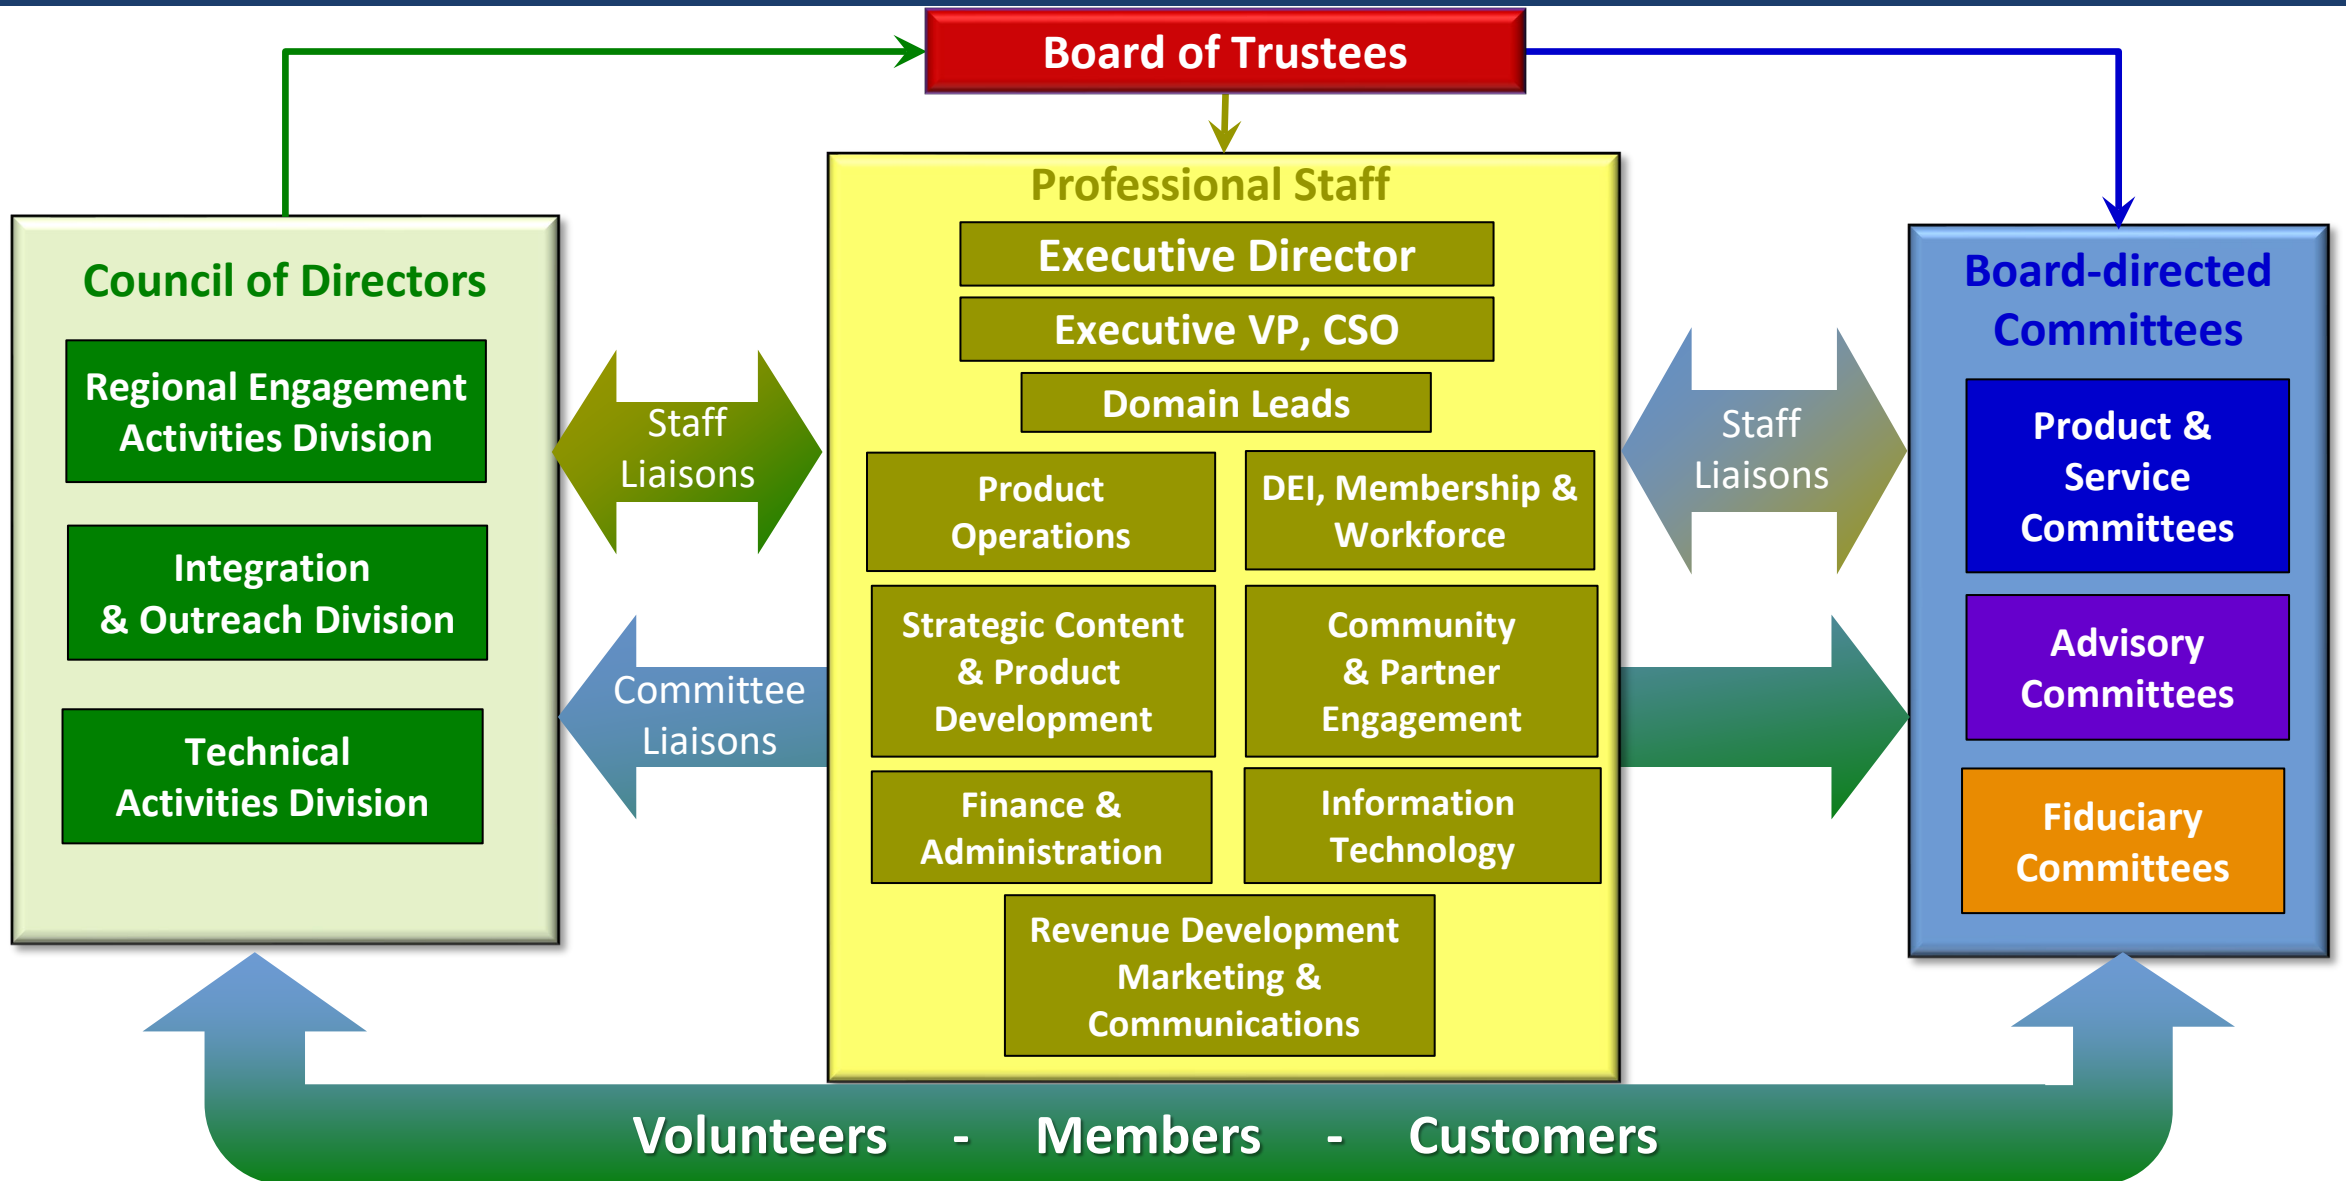 Board of Trustees
Council of Directors
Regional Engagement
Activities Division
Integration
& Outreach Division
Technical
Activities Division
Staff
Liaisons
Committee
Liaisons
Professional Staff
Executive Director
Executive VP, CSO
Domain Leads
Product
Operations
DEI, Membership &
Workforce
Strategic Content
& Product
Development
Community
& Partner
Engagement
Finance &
Administration
Information
Technology
Revenue Development
Marketing &
Communications
Staff
Liaisons
Board-directed
Committees
Product &
Service
Committees
Advisory
Committees
Fiduciary
Committees
Volunteers - Members - Customers